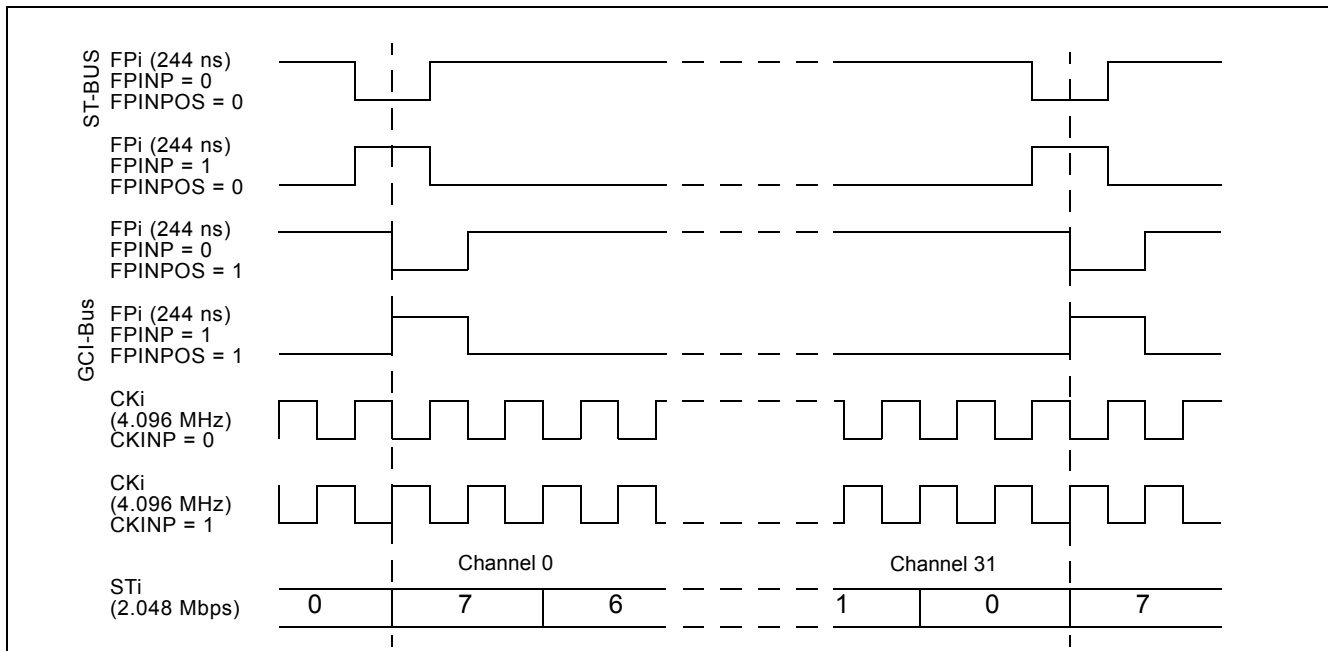 ST-BUS
FPi (244 ns)
FPINP = 0
FPINPOS = 0
FPi (244 ns)
FPINP = 1
FPINPOS = 0
FPi (244 ns)
FPINP = 0
FPINPOS = 1
GCI-Bus
FPi (244 ns)
FPINP = 1
FPINPOS = 1
CKi
(4.096 MHz)
CKINP = 0
CKi
(4.096 MHz)
CKINP = 1
Channel 0 Channel 31
STi
(2.048 Mbps)
0 7 6 1 0 7